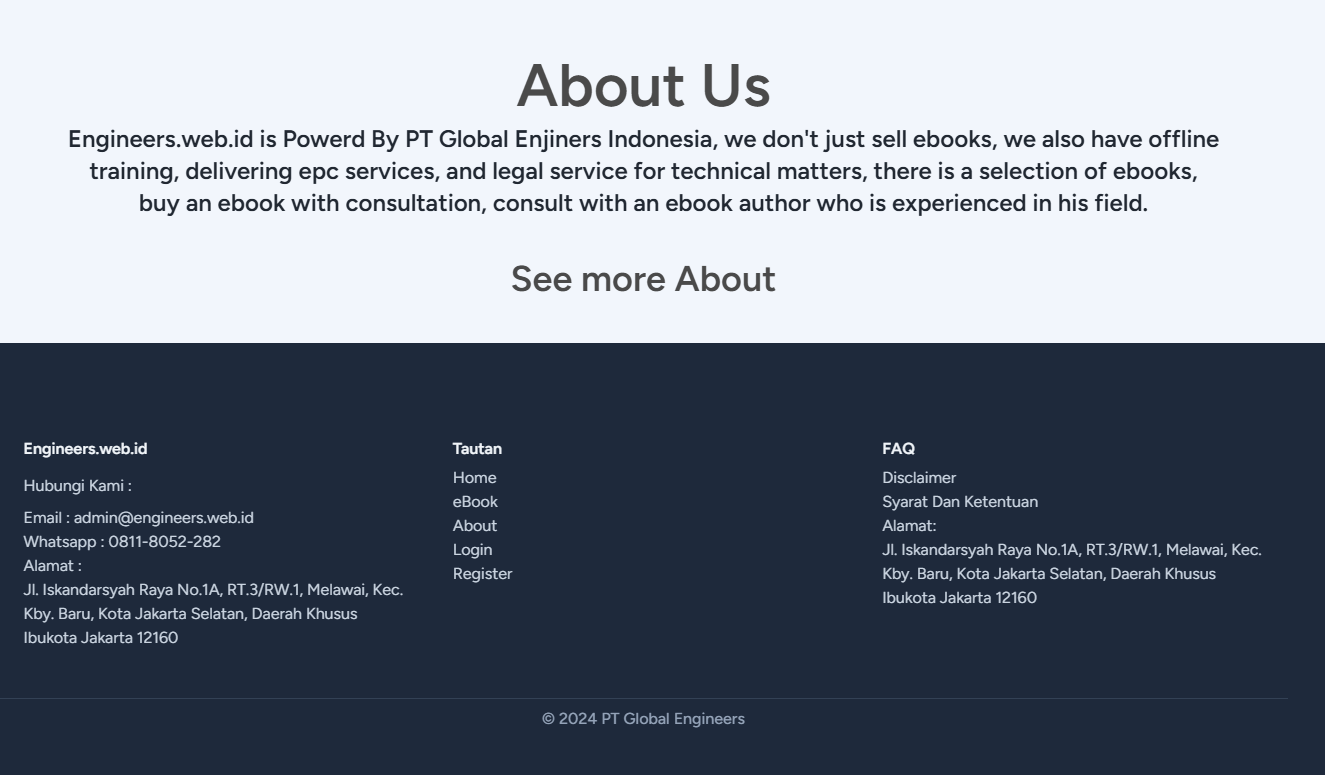 About Us
Engineers.web.id is Powerd By PT Global Enjiners Indonesia, we don't just sell ebooks, we also have offline
training, delivering epc services, and legal service for technical matters, there is a selection of ebooks,
buy an ebook with consultation, consult with an ebook author who is experienced in his field.
See more About
Engineers.web.id
Hubungi Kami :
Email : admin@engineers.web.id
Whatsapp : 0811-8052-282
Alamat :
Jl. Iskandarsyah Raya No.1A, RT.3/RW.1, Melawai, Kec.
Kby. Baru, Kota Jakarta Selatan, Daerah Khusus
Ibukota Jakarta 12160
Tautan
Home
eBook
About
Login
Register
FAQ
Disclaimer
Syarat Dan Ketentuan
Alamat:
Jl. Iskandarsyah Raya No.1A, RT.3/RW.1, Melawai, Kec.
Kby. Baru, Kota Jakarta Selatan, Daerah Khusus
Ibukota Jakarta 12160
© 2024 PT Global Engineers